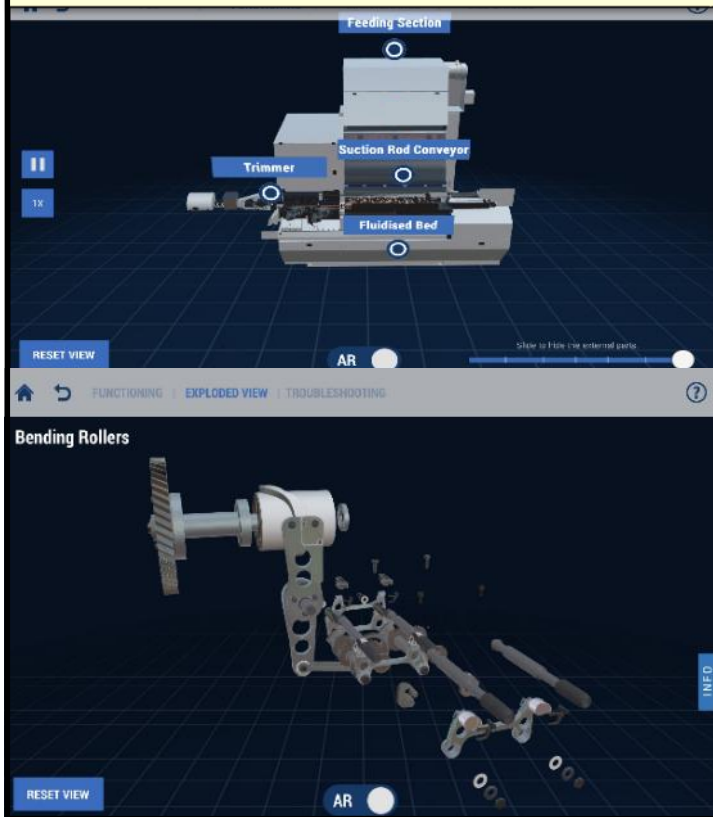 Feeding Section
Suction Rod Conveyor
Trimmer
1X
Fluidised Bed
Slide to hide the external parts
RESET VIEW
AR
FUNCTIONING | EXPLODED VIEW | TROUBLESHOOTING
?
Bending Rollers
INFO
RESET VIEW
AR